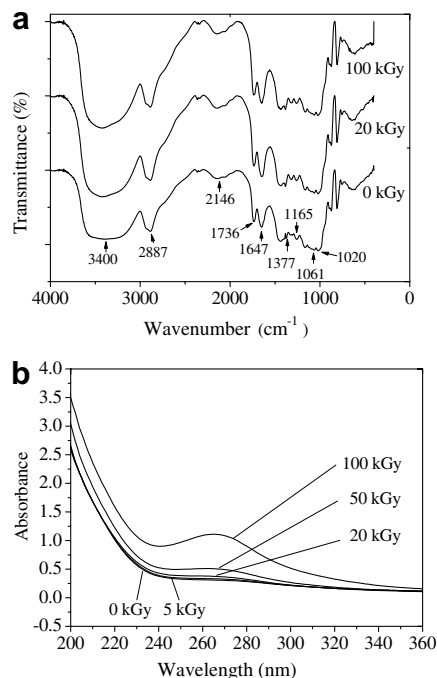 a
Transmittance (%)
100 kGy
20 kGy
0 kGy
2146
1165
1736
1647
1377
1020
1061
3400
2887
4000
3000
2000
1000
0
Wavenumber (cm⁻¹)
b
Absorbance
4.0
3.5
3.0
2.5
2.0
1.5
1.0
0.5
0.0
-0.5
100 kGy
50 kGy
20 kGy
0 kGy
5 kGy
200
220
240
260
280
300
320
340
360
Wavelength (nm)